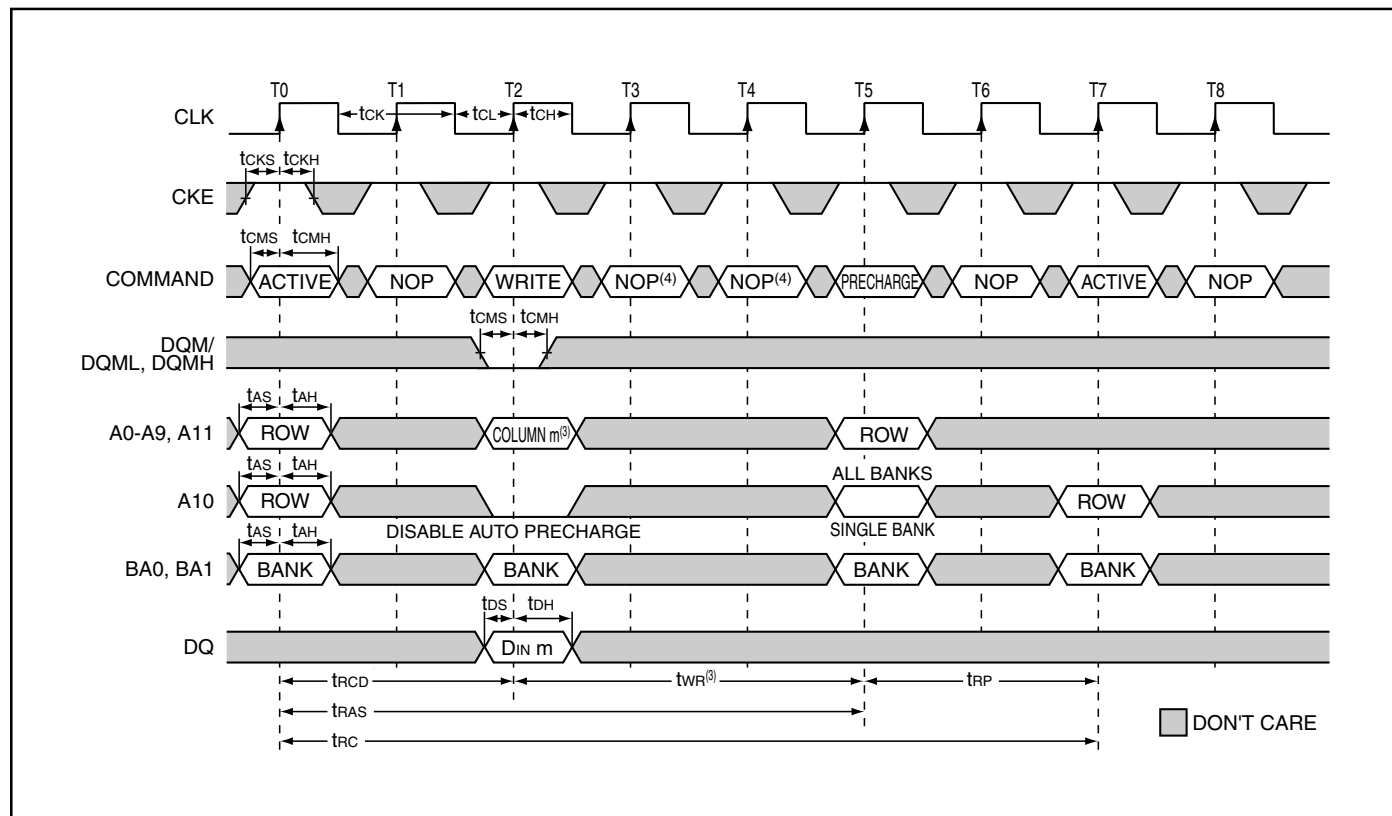 T0 T1 T2 T3 T4 T5 T6 T7 T8
CLK tCK tCL tCH
tCKS tCKH
CKE
tCMS tCMH
COMMAND ACTIVE NOP WRITE NOP(4) NOP(4) PRECHARGE NOP ACTIVE NOP
tCMS tCMH
DQM/
DQML, DQMH
tAS tAH
A0-A9, A11 ROW COLUMN m(3) ROW
tAS tAH ALL BANKS
A10 ROW ROW
DISABLE AUTO PRECHARGE SINGLE BANK
tAS tAH
BA0, BA1 BANK BANK BANK BANK
tDS tDH
DQ DIN m
tRCD tWR(3) tRP
tRAS
DON'T CARE
tRC